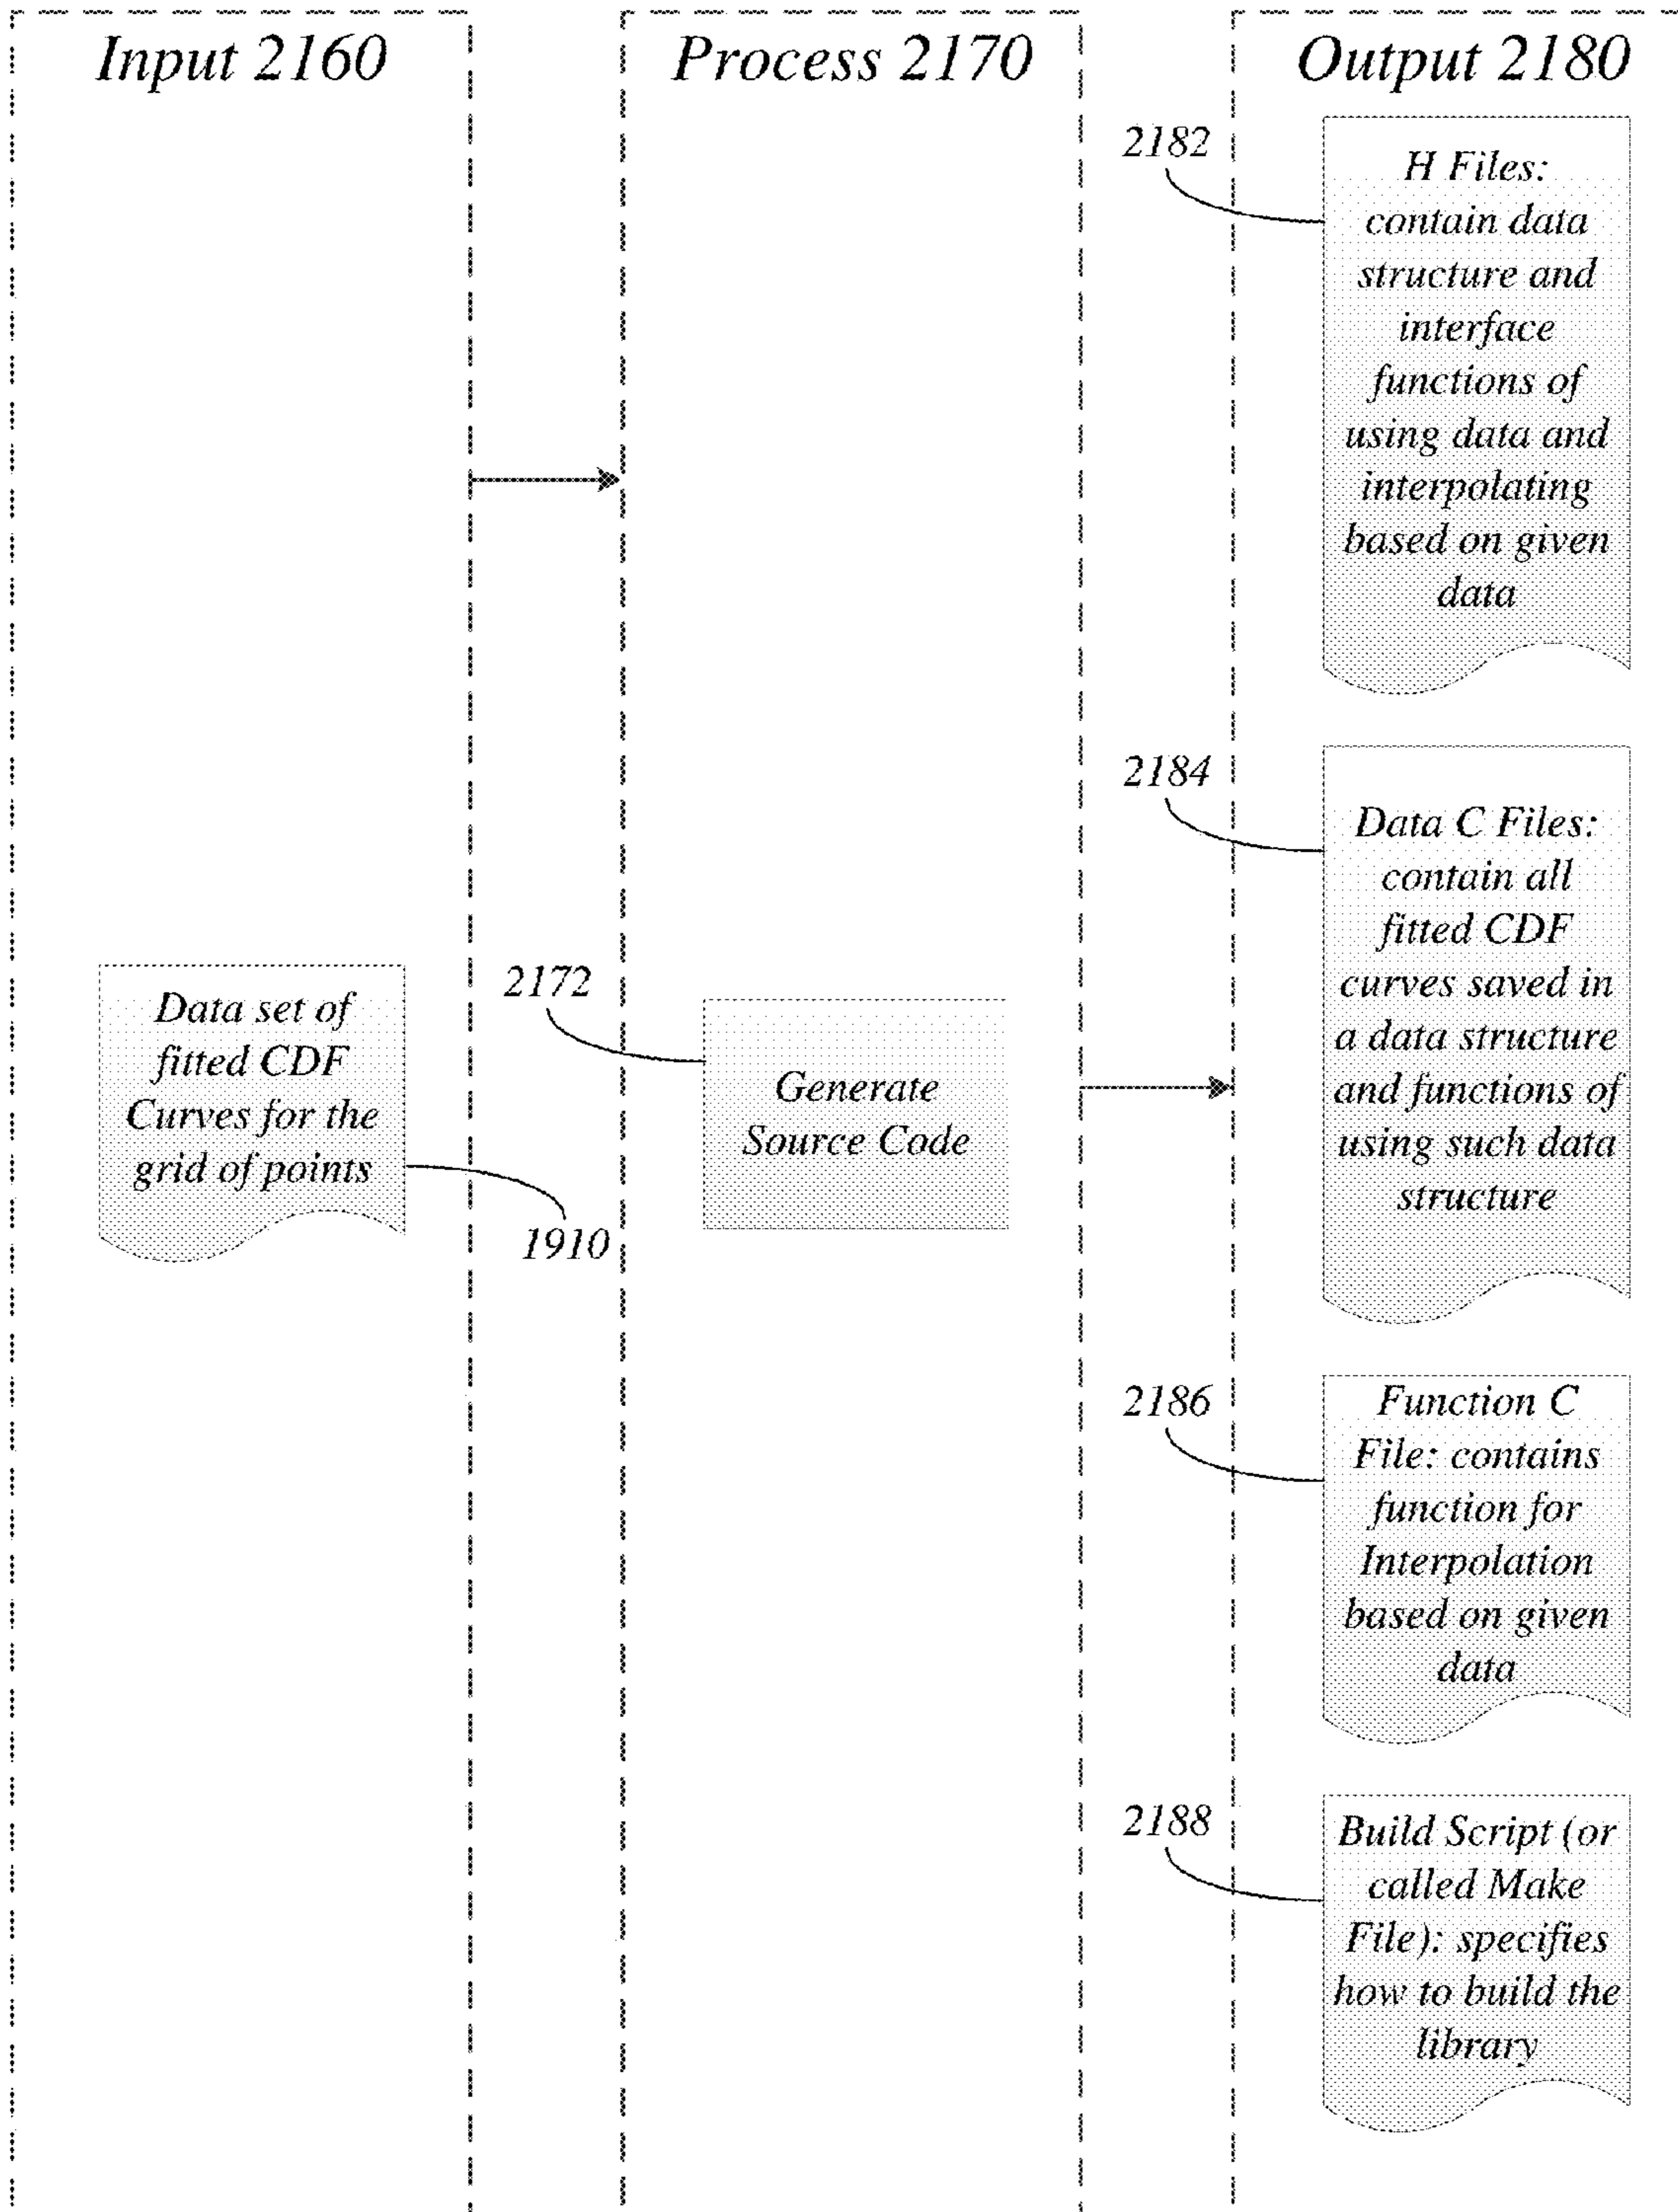 Input 2160
Process 2170
Output 2180
Data set of
fitted CDF
Curves for the
grid of points
1910
2172
Generate
Source Code
2182
H Files:
contain data
structure and
interface
functions of
using data and
interpolating
based on given
data
2184
Data C Files:
contain all
fitted CDF
curves saved in
a data structure
and functions of
using such data
structure
2186
Function C
File: contains
function for
Interpolation
based on given
data
2188
Build Script (or
called Make
File): specifies
how to build the
library